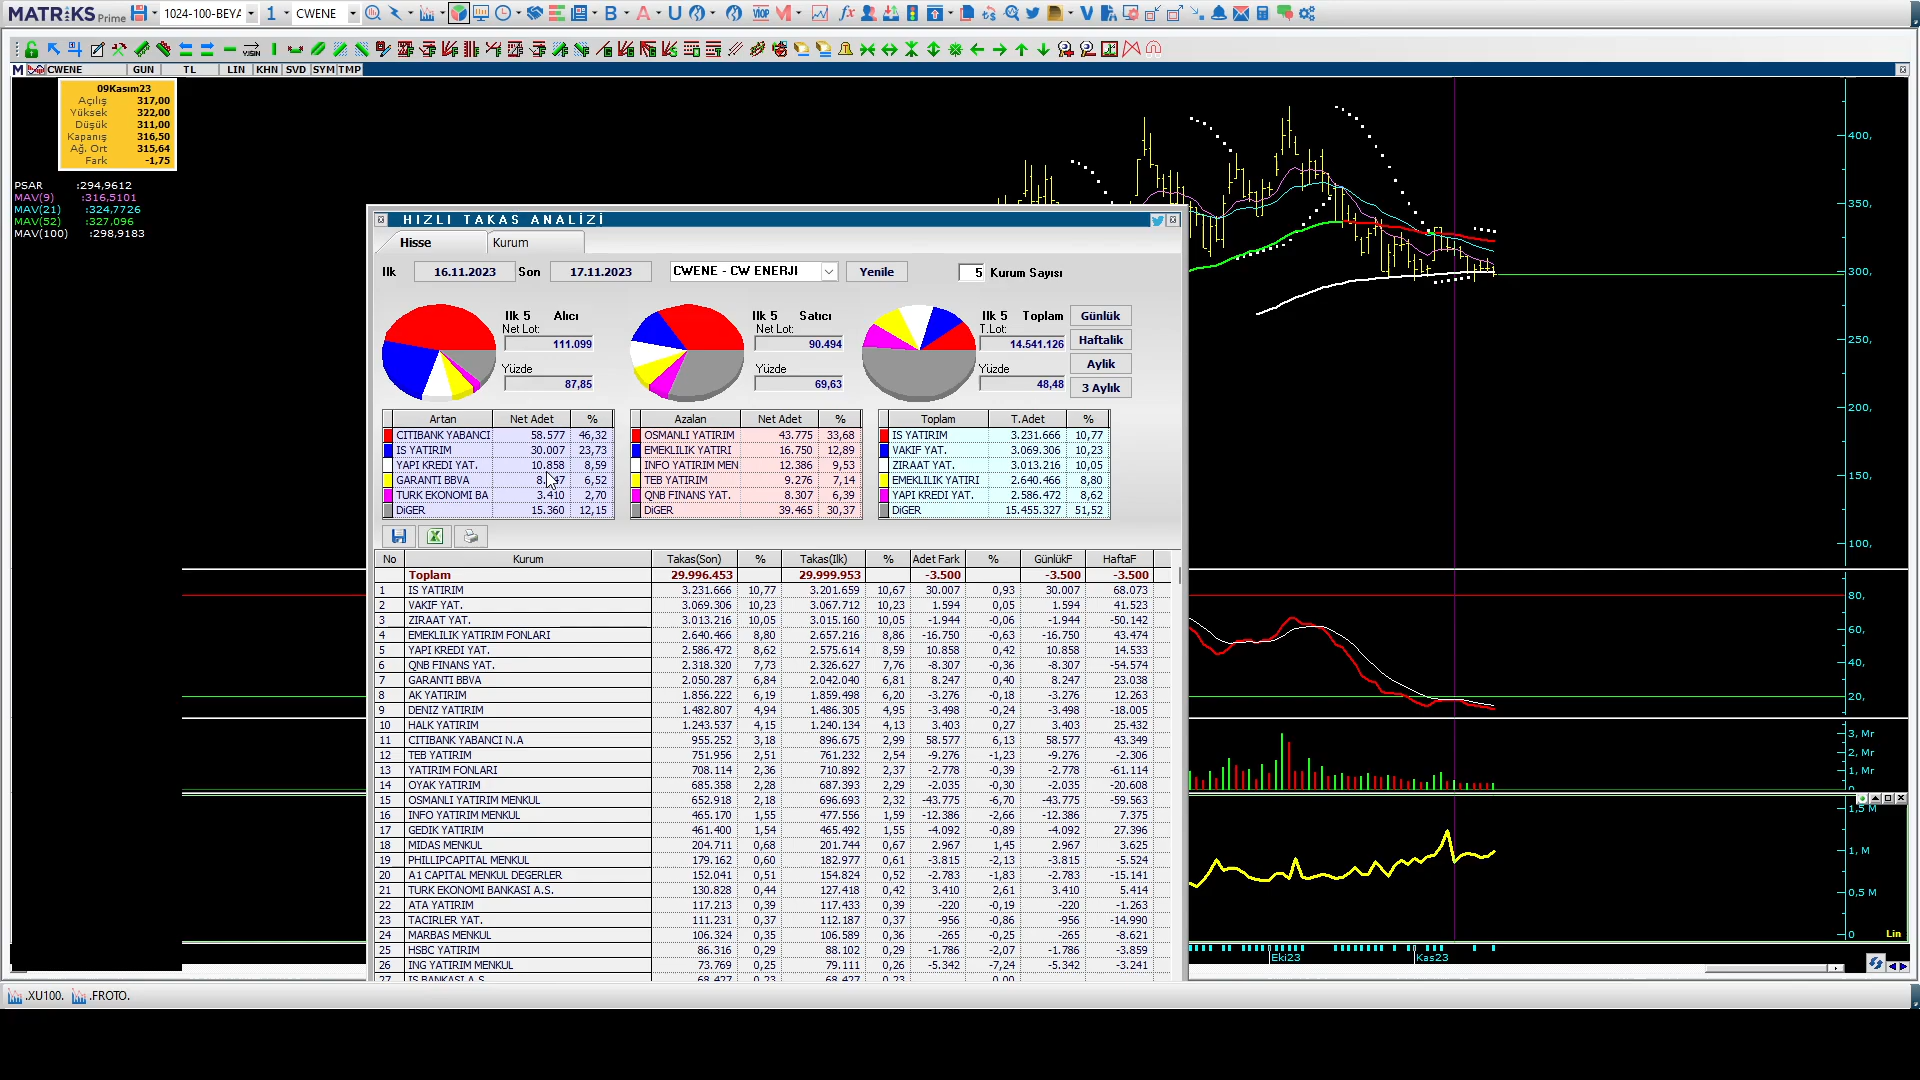 MATRiKS Prime 1024-100-BEYA 1 CWENE B A U VIOP M fx V
M CWENE GUN TL LIN KHN SVD SYM TMP
09Kasım23
Açılış 317,00
Yüksek 322,00
Düşük 311,00
Kapanış 316,50
Ağ. Ort 315,64
Fark -1,75
PSAR :294,9612
MAV(9) :316,5101
MAV(21) :324,7726
MAV(52) :327,096
MAV(100) :298,9183
HIZLI TAKAS ANALİZİ
Hisse Kurum
Ilk 16.11.2023 Son 17.11.2023 CWENE - CW ENERJI Yenile 5 Kurum Sayısı
Ilk 5 Alıcı
Net Lot:
111.099
Yüzde
87,85
Ilk 5 Satıcı
Net Lot:
90.494
Yüzde
69,63
Ilk 5 Toplam
T.Lot:
14.541.126
Yüzde
48,48
Günlük
Haftalik
Aylik
3 Aylık
Artan Net Adet %
CITIBANK YABANCI 58.577 46,32
IS YATIRIM 30.007 23,73
YAPI KREDI YAT. 10.858 8,59
GARANTI BBVA 6,52
TURK EKONOMI BA 3.410 2,70
DiGER 15.360 12,15
Azalan Net Adet %
OSMANLI YATIRIM 43.775 33,68
EMEKLILIK YATIRI 16.750 12,89
INFO YATIRIM MEN 12.386 9,53
TEB YATIRIM 9.276 7,14
QNB FINANS YAT. 8.307 6,39
DiGER 39.465 30,37
Toplam T.Adet %
IS YATIRIM 3.231.666 10,77
VAKIF YAT. 3.069.306 10,23
ZIRAAT YAT. 3.013.216 10,05
EMEKLILIK YATIRI 2.640.466 8,80
YAPI KREDI YAT. 2.586.472 8,62
DiGER 15.455.327 51,52
No Kurum Takas(Son) % Takas(Ilk) % Adet Fark % GünlükF HaftaF
Toplam 29.996.453 29.999.953 -3.500 -3.500 -3.500
1 IS YATIRIM 3.231.666 10,77 3.201.659 10,67 30.007 0,93 30.007 68.073
2 VAKIF YAT. 3.069.306 10,23 3.067.712 10,23 1.594 0,05 1.594 41.523
3 ZIRAAT YAT. 3.013.216 10,05 3.015.160 10,05 -1.944 -0,06 -1.944 -50.142
4 EMEKLILIK YATIRIM FONLARI 2.640.466 8,80 2.657.216 8,86 -16.750 -0,63 -16.750 43.474
5 YAPI KREDI YAT. 2.586.472 8,62 2.575.614 8,59 10.858 0,42 10.858 14.533
6 QNB FINANS YAT. 2.318.320 7,73 2.326.627 7,76 -8.307 -0,36 -8.307 -54.574
7 GARANTI BBVA 2.050.287 6,84 2.042.040 6,81 8.247 0,40 8.247 23.038
8 AK YATIRIM 1.856.222 6,19 1.859.498 6,20 -3.276 -0,18 -3.276 12.263
9 DENIZ YATIRIM 1.482.807 4,94 1.486.305 4,95 -3.498 -0,24 -3.498 -18.005
10 HALK YATIRIM 1.243.537 4,15 1.240.134 4,13 3.403 0,27 3.403 25.432
11 CITIBANK YABANCI N.A 955.252 3,18 896.675 2,99 58.577 6,13 58.577 43.349
12 TEB YATIRIM 751.956 2,51 761.232 2,54 -9.276 -1,23 -9.276 -2.306
13 YATIRIM FONLARI 708.114 2,36 710.892 2,37 -2.778 -0,39 -2.778 -61.114
14 OYAK YATIRIM 685.358 2,28 687.393 2,29 -2.035 -0,30 -2.035 -20.608
15 OSMANLI YATIRIM MENKUL 652.918 2,18 696.693 2,32 -43.775 -6,70 -43.775 -59.563
16 INFO YATIRIM MENKUL 465.170 1,55 477.556 1,59 -12.386 -2,66 -12.386 7.375
17 GEDIK YATIRIM 461.400 1,54 465.492 1,55 -4.092 -0,89 -4.092 27.396
18 MIDAS MENKUL 204.711 0,68 201.744 0,67 2.967 1,45 2.967 3.625
19 PHILLIPCAPITAL MENKUL 179.162 0,60 182.977 0,61 -3.815 -2,13 -3.815 -5.524
20 A1 CAPITAL MENKUL DEGERLER 152.041 0,51 154.824 0,52 -2.783 -1,83 -2.783 -15.141
21 TURK EKONOMI BANKASI A.S. 130.828 0,44 127.418 0,42 3.410 2,61 3.410 5.414
22 ATA YATIRIM 117.213 0,39 117.433 0,39 -220 -0,19 -220 -1.263
23 TACIRLER YAT. 111.231 0,37 112.187 0,37 -956 -0,86 -956 -14.990
24 MARBAS MENKUL 106.324 0,35 106.589 0,36 -265 -0,25 -265 -8.621
25 HSBC YATIRIM 86.316 0,29 88.102 0,29 -1.786 -2,07 -1.786 -3.859
26 ING YATIRIM MENKUL 73.769 0,25 79.111 0,26 -5.342 -7,24 -5.342 -3.241
27 IS BANKASI A.S. 68.427 0,23 68.427 0,23 0,00
400,
350,
300,
250,
200,
150,
100,
80,
60,
40,
20,
3, Mr
2, Mr
1, Mr
0
1,5 M
1, M
0,5 M
0
Lin
Eki23 Kas23
.XU100. .FROTO.